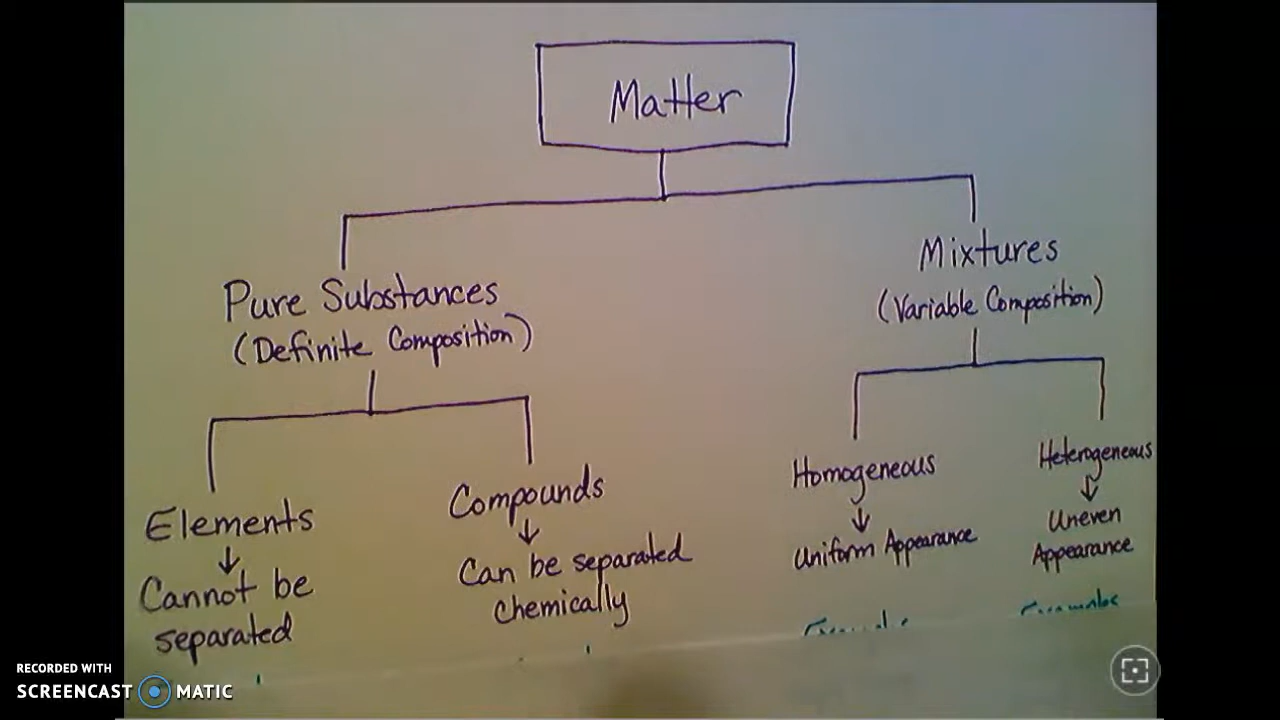 Matter
Pure Substances
(Definite Composition)
Mixtures
(Variable Composition)
Elements
↓
Cannot be
separated
Compounds
↓
Can be separated
chemically
Homogeneous
↓
Uniform Appearance
Heterogeneous
↓
Uneven
Appearance
RECORDED WITH
SCREENCAST MATIC